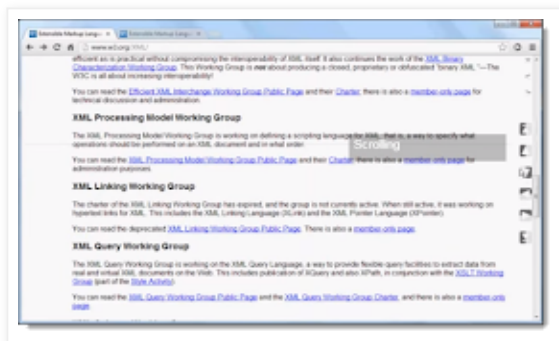 Extensible Markup Langu
Extensible Markup Langu
www.w3.org/XML/
efficient as is practical without compromising the interoperability of XML itself. It also continues the work of the XML Binary
Characterization Working Group. This Working Group is not about producing a closed, proprietary or obfuscated "binary XML"—The
W3C is all about increasing interoperability!
You can read the Efficient XML Interchange Working Group Public Page and their Charter; there is also a member-only page for
technical discussion and administration.
XML Processing Model Working Group
The XML Processing Model Working Group is working on defining a scripting language for XML; that is, a way to specify what
operations should be performed on an XML document and in what order.
Scrolling
You can read the XML Processing Model Working Group Public Page and their Charter; there is also a member-only page for
administration purposes.
XML Linking Working Group
The charter of the XML Linking Working Group has expired, and the group is not currently active. When still active, it was working on
hypertext links for XML. This includes the XML Linking Language (XLink) and the XML Pointer Language (XPointer).
You can read the deprecated XML Linking Working Group Public Page. There is also a member-only page.
XML Query Working Group
The XML Query Working Group is working on the XML Query Language, a way to provide flexible query facilities to extract data from
real and virtual XML documents on the Web. This includes publication of XQuery and also XPath, in conjunction with the XSLT Working
Group (part of the Style Activity).
You can read the XML Query Working Group Public Page and the XML Query Working Group Charter, and there is also a member-only
page.